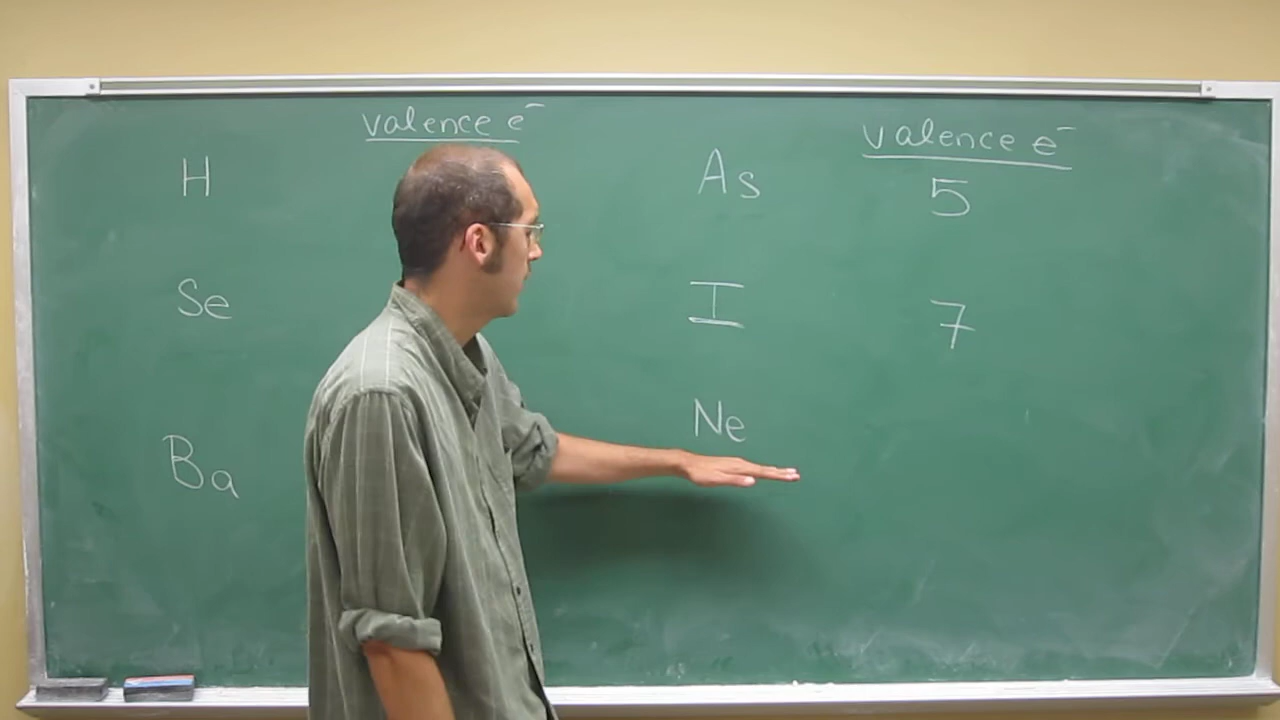 valence e⁻
H
Se
Ba
valence e⁻
As 5
I 7
Ne